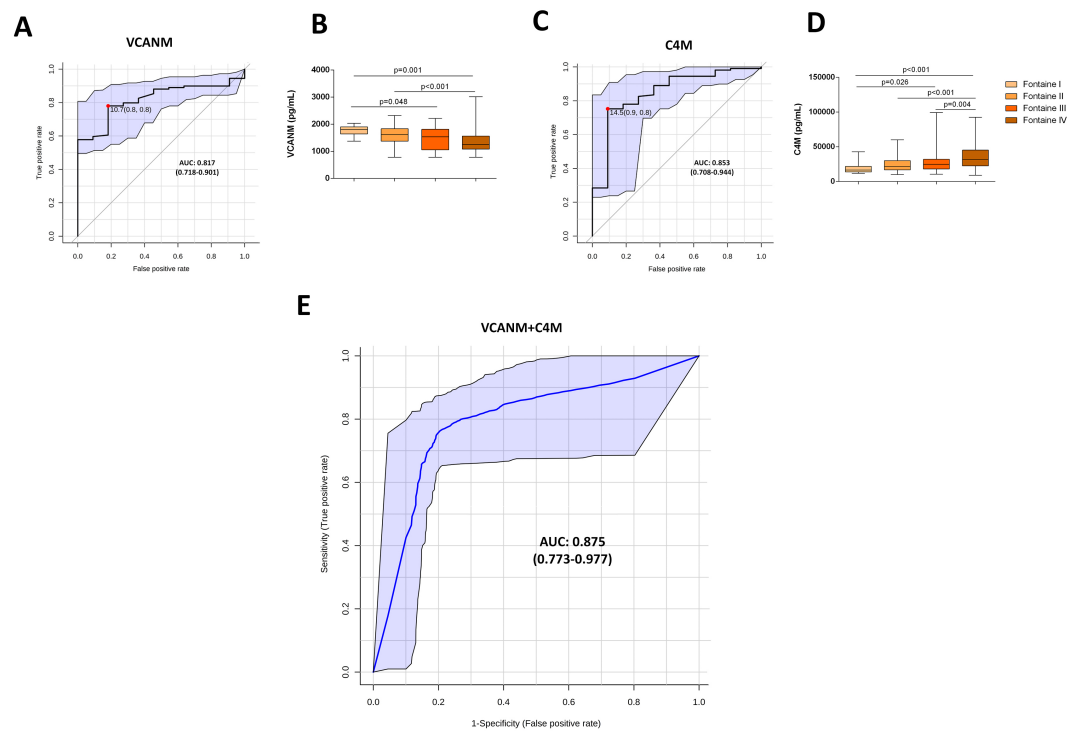 A
VCANM
True positive rate
1.0
0.8
0.6
0.4
0.2
0.0
10.7(0.8, 0.8)
AUC: 0.817
(0.718-0.901)
0.0 0.2 0.4 0.6 0.8 1.0
False positive rate
B
VCANM (pg/mL)
4000
3000
2000
1000
0
p=0.001
p<0.001
p=0.048
C
C4M
True positive rate
1.0
0.8
0.6
0.4
0.2
0.0
14.5(0.9, 0.8)
AUC: 0.853
(0.708-0.944)
0.0 0.2 0.4 0.6 0.8 1.0
False positive rate
D
C4M (pg/mL)
150000
100000
50000
0
p<0.001
p=0.026
p<0.001
p=0.004
Fontaine I
Fontaine II
Fontaine III
Fontaine IV
E
VCANM+C4M
Sensitivity (True positive rate)
1.0
0.8
0.6
0.4
0.2
0.0
AUC: 0.875
(0.773-0.977)
0.0 0.2 0.4 0.6 0.8 1.0
1-Specificity (False positive rate)